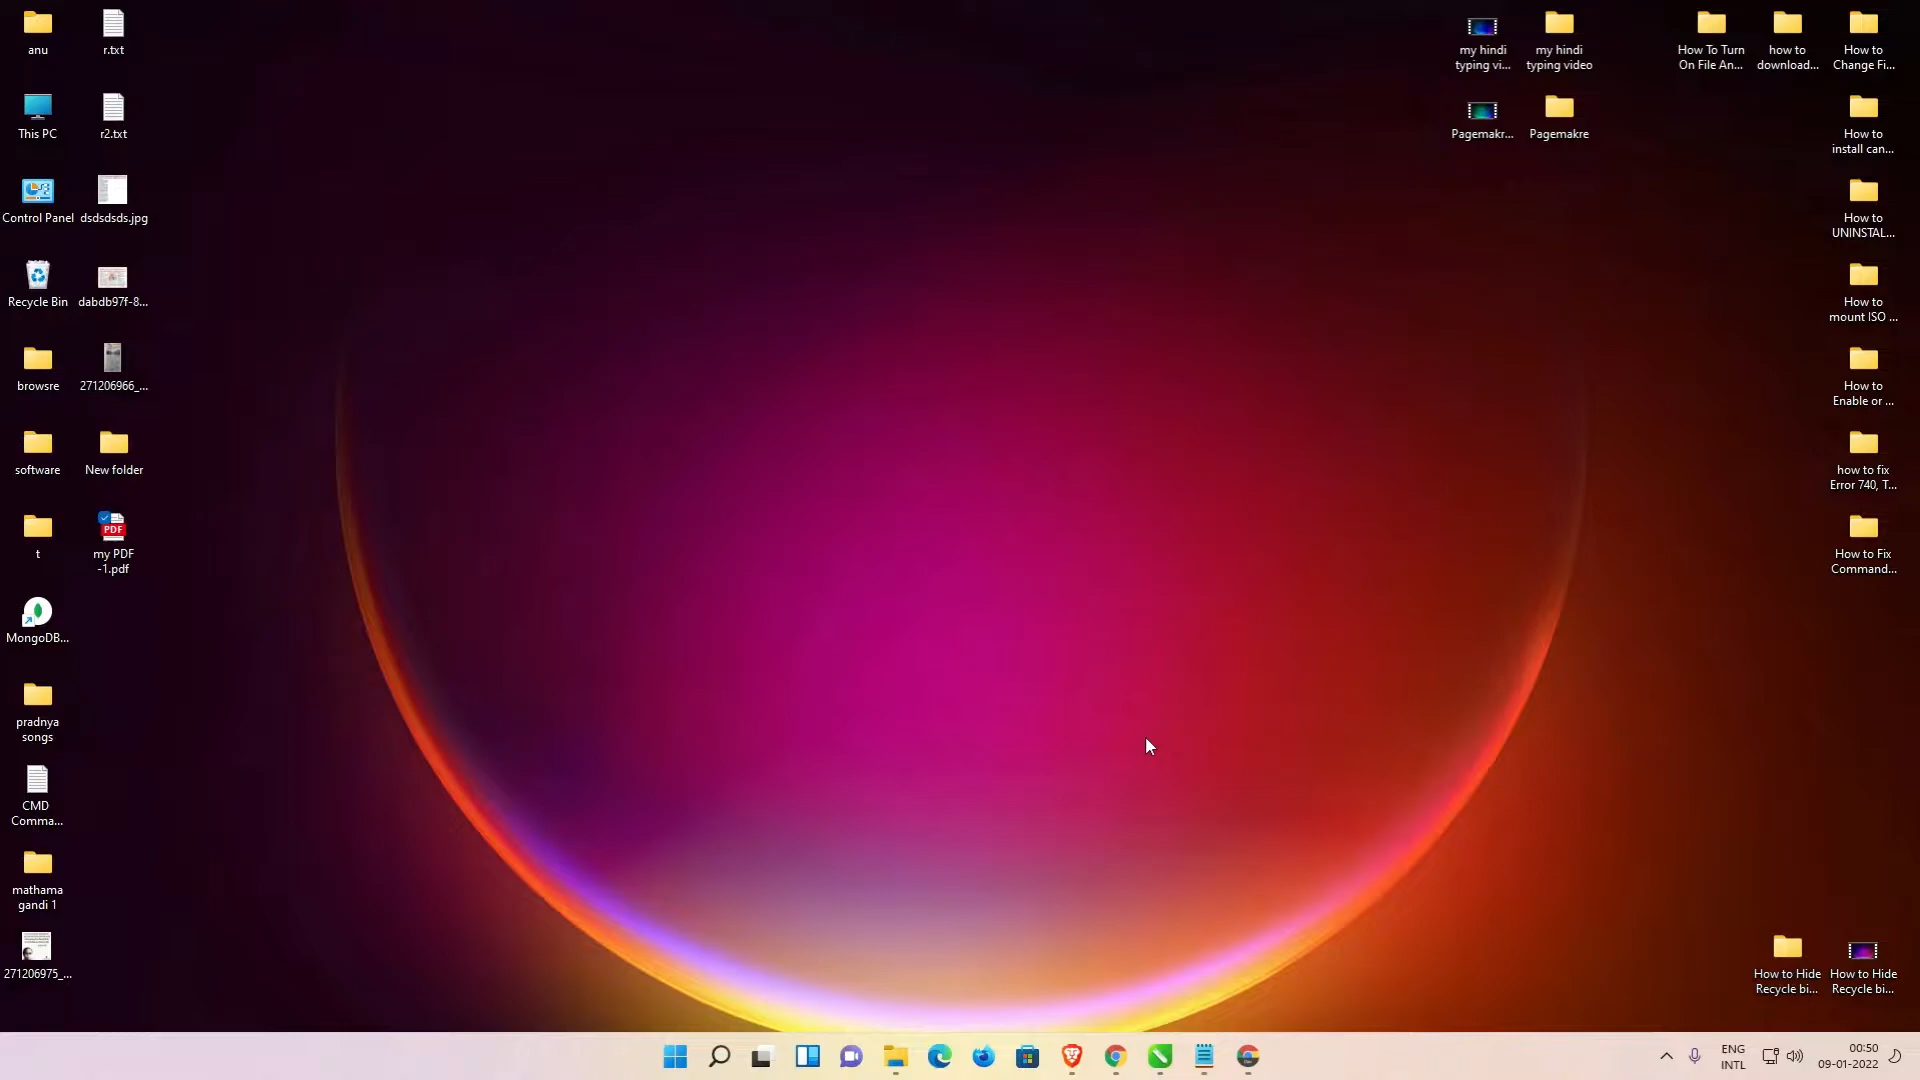 anu
r.txt
This PC
r2.txt
Control Panel
dsdsdsds.jpg
Recycle Bin
dabdb97f-8...
browsre
271206966_...
software
New folder
t
my PDF
-1.pdf
MongoDB...
pradnya
songs
CMD
Comma...
mathama
gandi 1
271206975_...
my hindi
typing vi...
my hindi
typing video
Pagemakr...
Pagemakre
How To Turn
On File An...
how to
download...
How to
Change Fi...
How to
install can...
How to
UNINSTAL...
How to
mount ISO ...
How to
Enable or ...
how to fix
Error 740, T...
How to Fix
Command...
How to Hide
Recycle bi...
How to Hide
Recycle bi...
PDF
ENG
INTL
00:50
09-01-2022